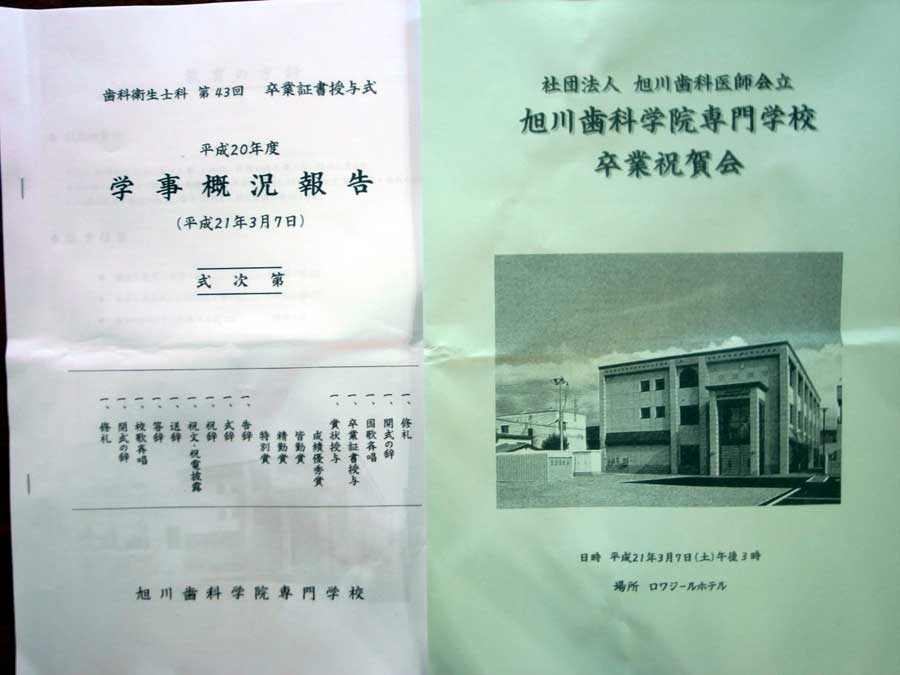 歯科衛生士科 第43回 卒業証書授与式
平成20年度
学事概況報告
(平成21年3月7日)
式次第
一、修礼
一、開式の辞
一、国歌斉唱
一、卒業証書授与
一、賞状授与
成績優秀賞
皆勤賞
精勤賞
特別賞
一、告辞
一、式辞
一、祝辞
一、祝文・祝電披露
一、送辞
一、答辞
一、校歌斉唱
一、閉式の辞
一、修礼
旭川歯科学院専門学校
社団法人 旭川歯科医師会立
旭川歯科学院専門学校
卒業祝賀会
日時 平成21年3月7日(土)午後3時
場所 ロワジールホテル